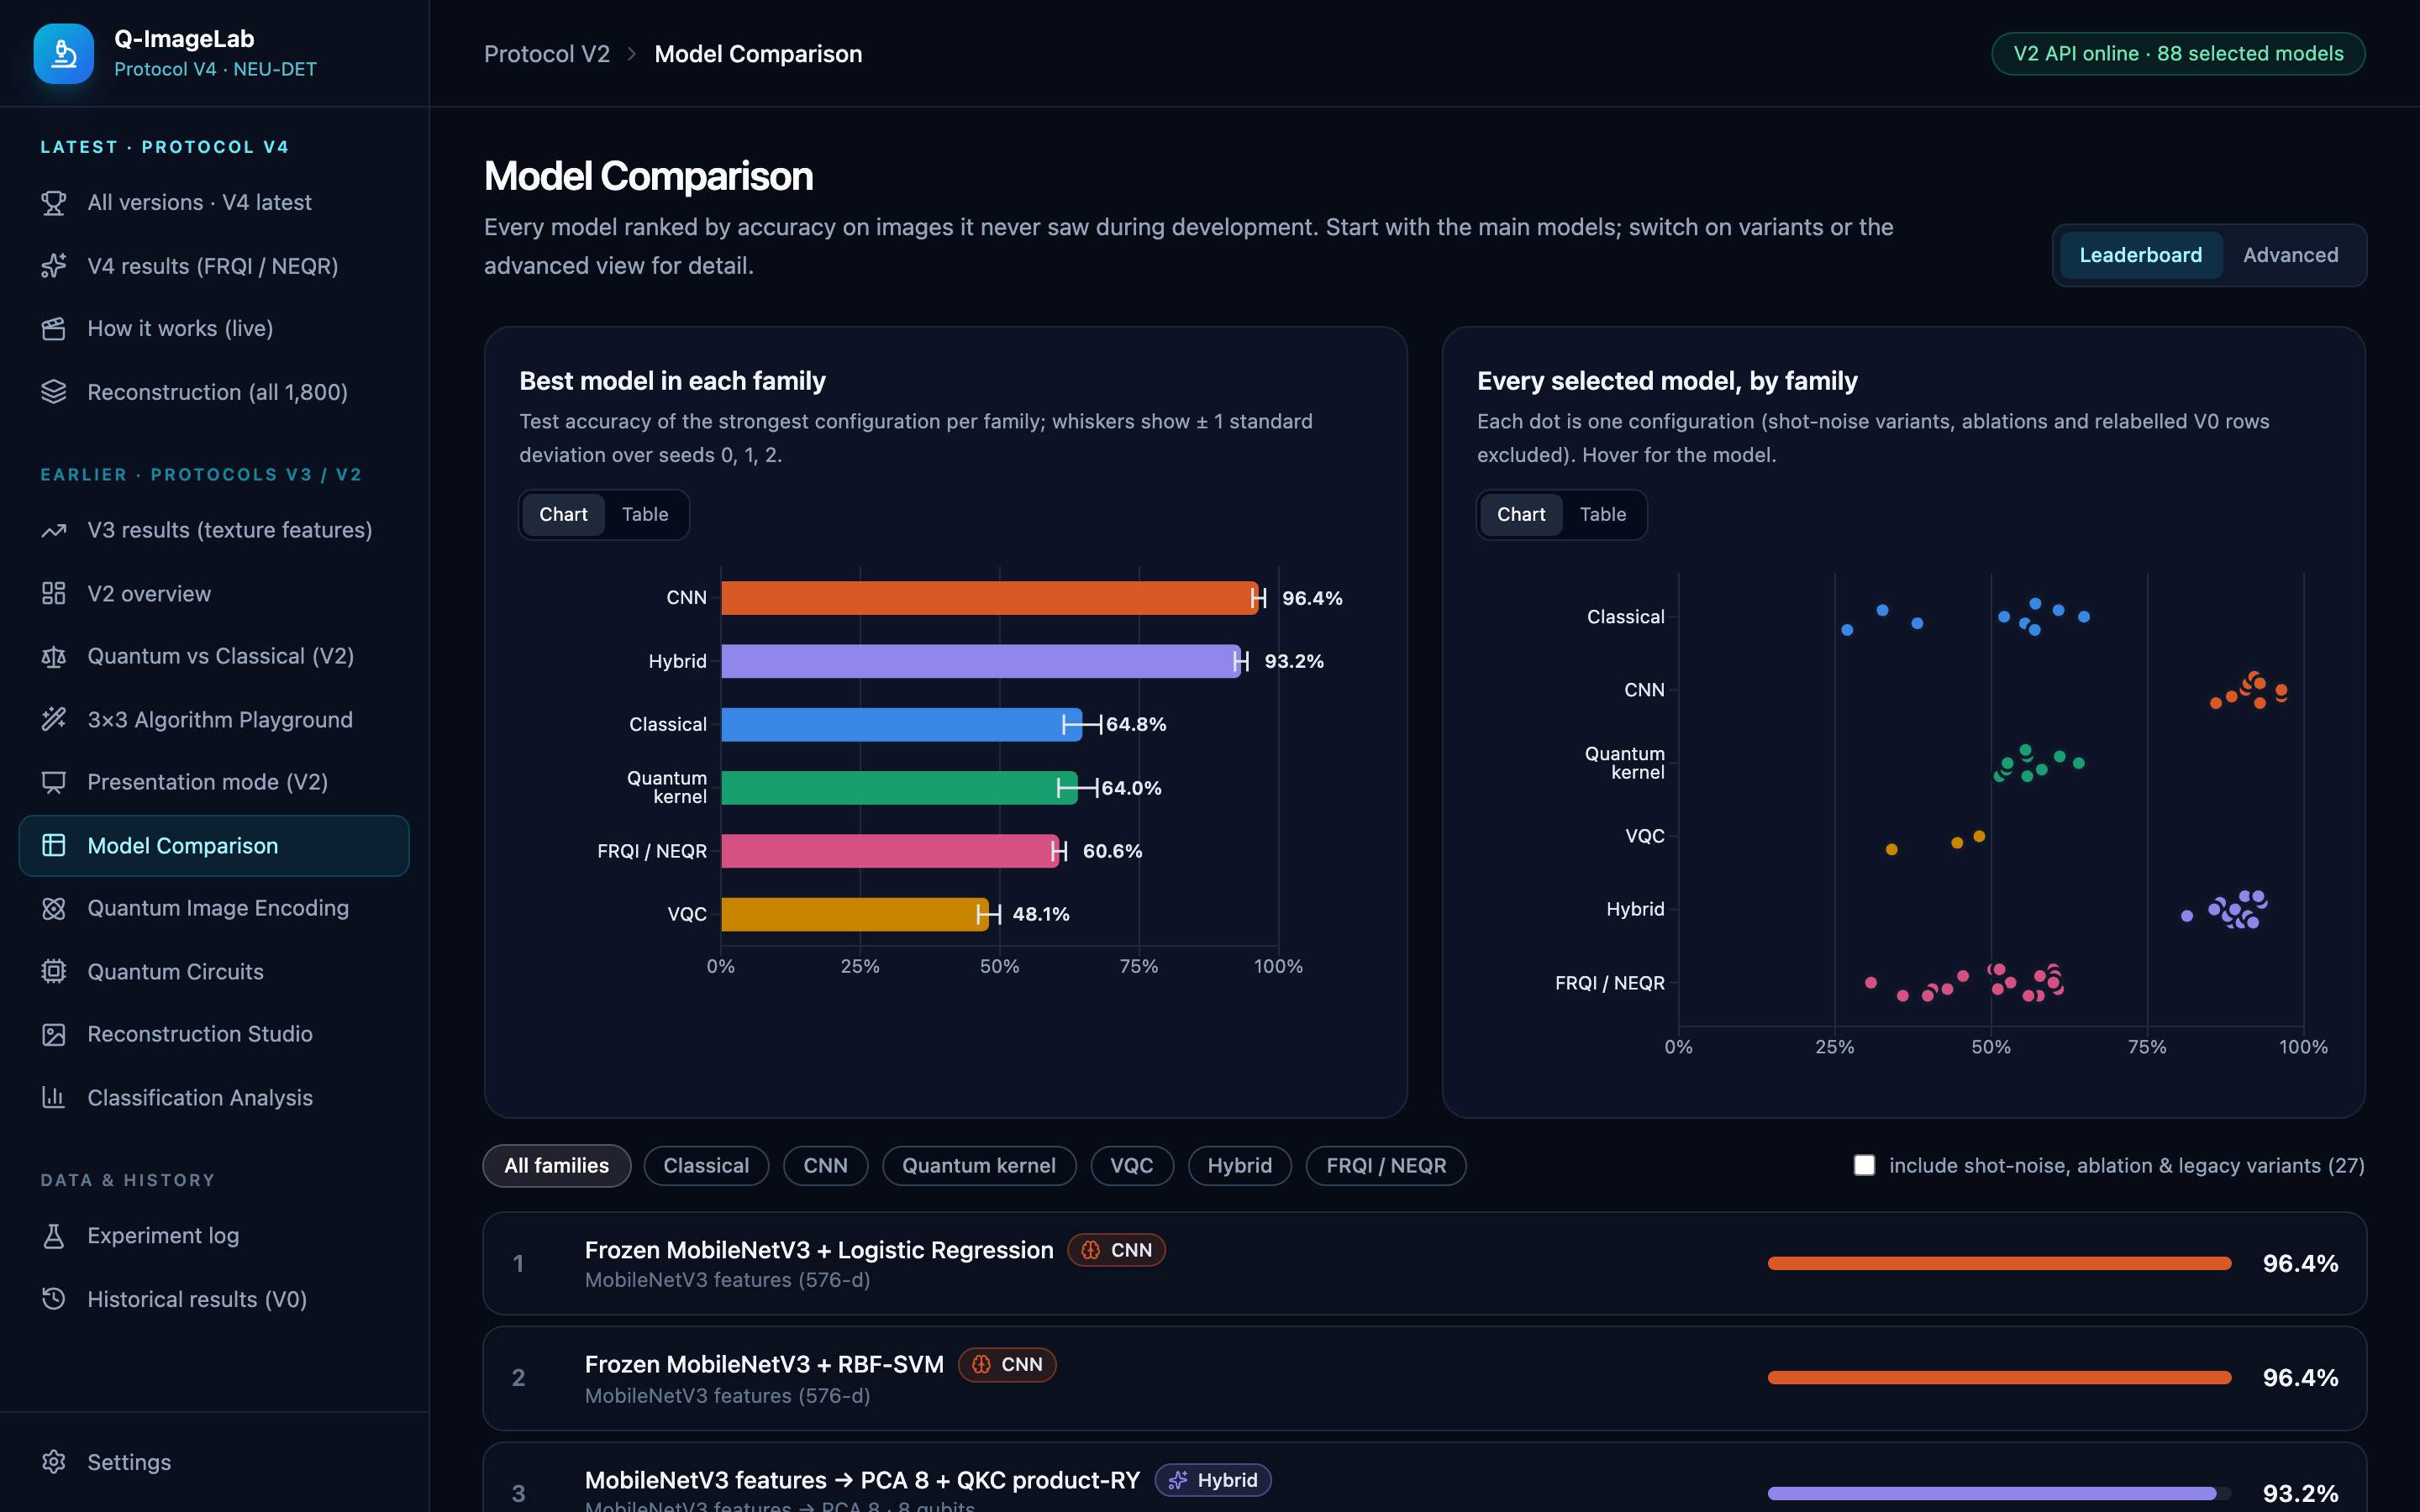 Q-ImageLab
Protocol V4 · NEU-DET
LATEST · PROTOCOL V4
All versions · V4 latest
V4 results (FRQI / NEQR)
How it works (live)
Reconstruction (all 1,800)
EARLIER · PROTOCOLS V3 / V2
V3 results (texture features)
V2 overview
Quantum vs Classical (V2)
3×3 Algorithm Playground
Presentation mode (V2)
Model Comparison
Quantum Image Encoding
Quantum Circuits
Reconstruction Studio
Classification Analysis
DATA & HISTORY
Experiment log
Historical results (V0)
Settings
Protocol V2 > Model Comparison
V2 API online · 88 selected models
Model Comparison
Every model ranked by accuracy on images it never saw during development. Start with the main models; switch on variants or the
advanced view for detail.
Leaderboard Advanced
Best model in each family
Test accuracy of the strongest configuration per family; whiskers show ± 1 standard
deviation over seeds 0, 1, 2.
Chart Table
CNN 96.4%
Hybrid 93.2%
Classical 64.8%
Quantum
kernel 64.0%
FRQI / NEQR 60.6%
VQC 48.1%
0% 25% 50% 75% 100%
Every selected model, by family
Each dot is one configuration (shot-noise variants, ablations and relabelled V0 rows
excluded). Hover for the model.
Chart Table
Classical
CNN
Quantum
kernel
VQC
Hybrid
FRQI / NEQR
0% 25% 50% 75% 100%
All families Classical CNN Quantum kernel VQC Hybrid FRQI / NEQR
include shot-noise, ablation & legacy variants (27)
1 Frozen MobileNetV3 + Logistic Regression CNN 96.4%
MobileNetV3 features (576-d)
2 Frozen MobileNetV3 + RBF-SVM CNN 96.4%
MobileNetV3 features (576-d)
3 MobileNetV3 features → PCA 8 + QKC product-RY Hybrid 93.2%
MobileNetV3 features → PCA 8 · 8 qubits